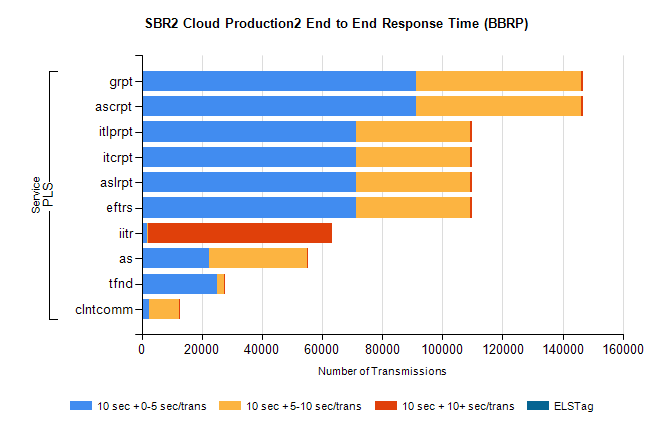 SBR2 Cloud Production2 End to End Response Time (BBRP)
Service
PLS
grpt
ascrpt
itlprpt
itcrpt
aslrpt
eftrs
iitr
as
tfnd
clntcomm
0 20000 40000 60000 80000 100000 120000 140000 160000
Number of Transmissions
10 sec +0-5 sec/trans 10 sec +5-10 sec/trans 10 sec + 10+ sec/trans ELSTag